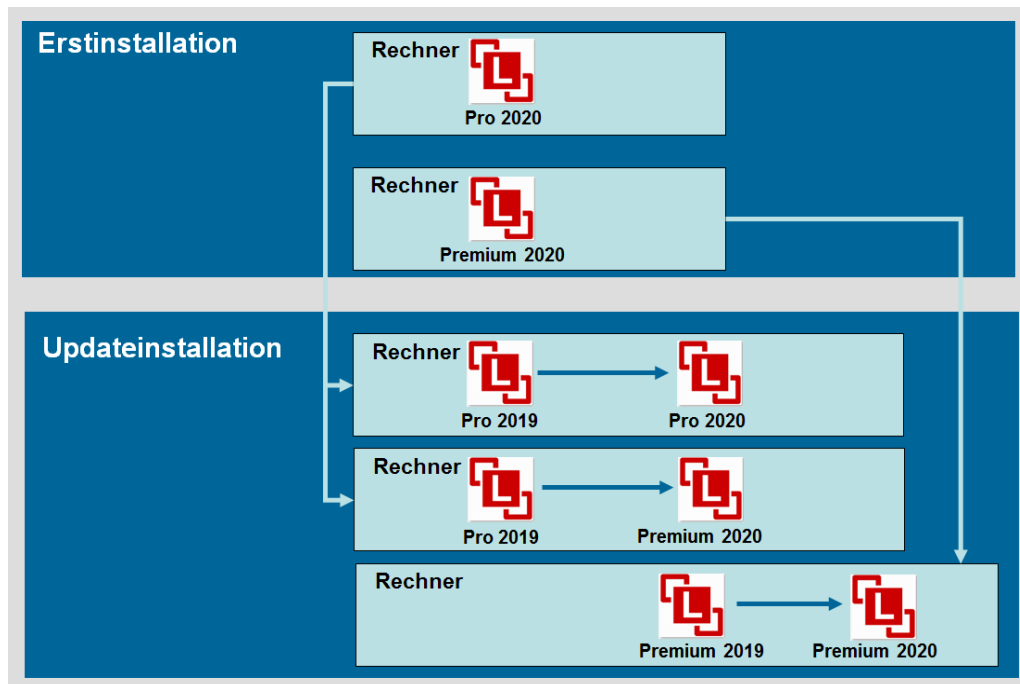 Erstinstallation
Rechner
L
Pro 2020
Rechner
L
Premium 2020
Updateinstallation
Rechner
L
L
Pro 2019
Pro 2020
Rechner
L
L
Pro 2019
Premium 2020
Rechner
L
L
Premium 2019
Premium 2020